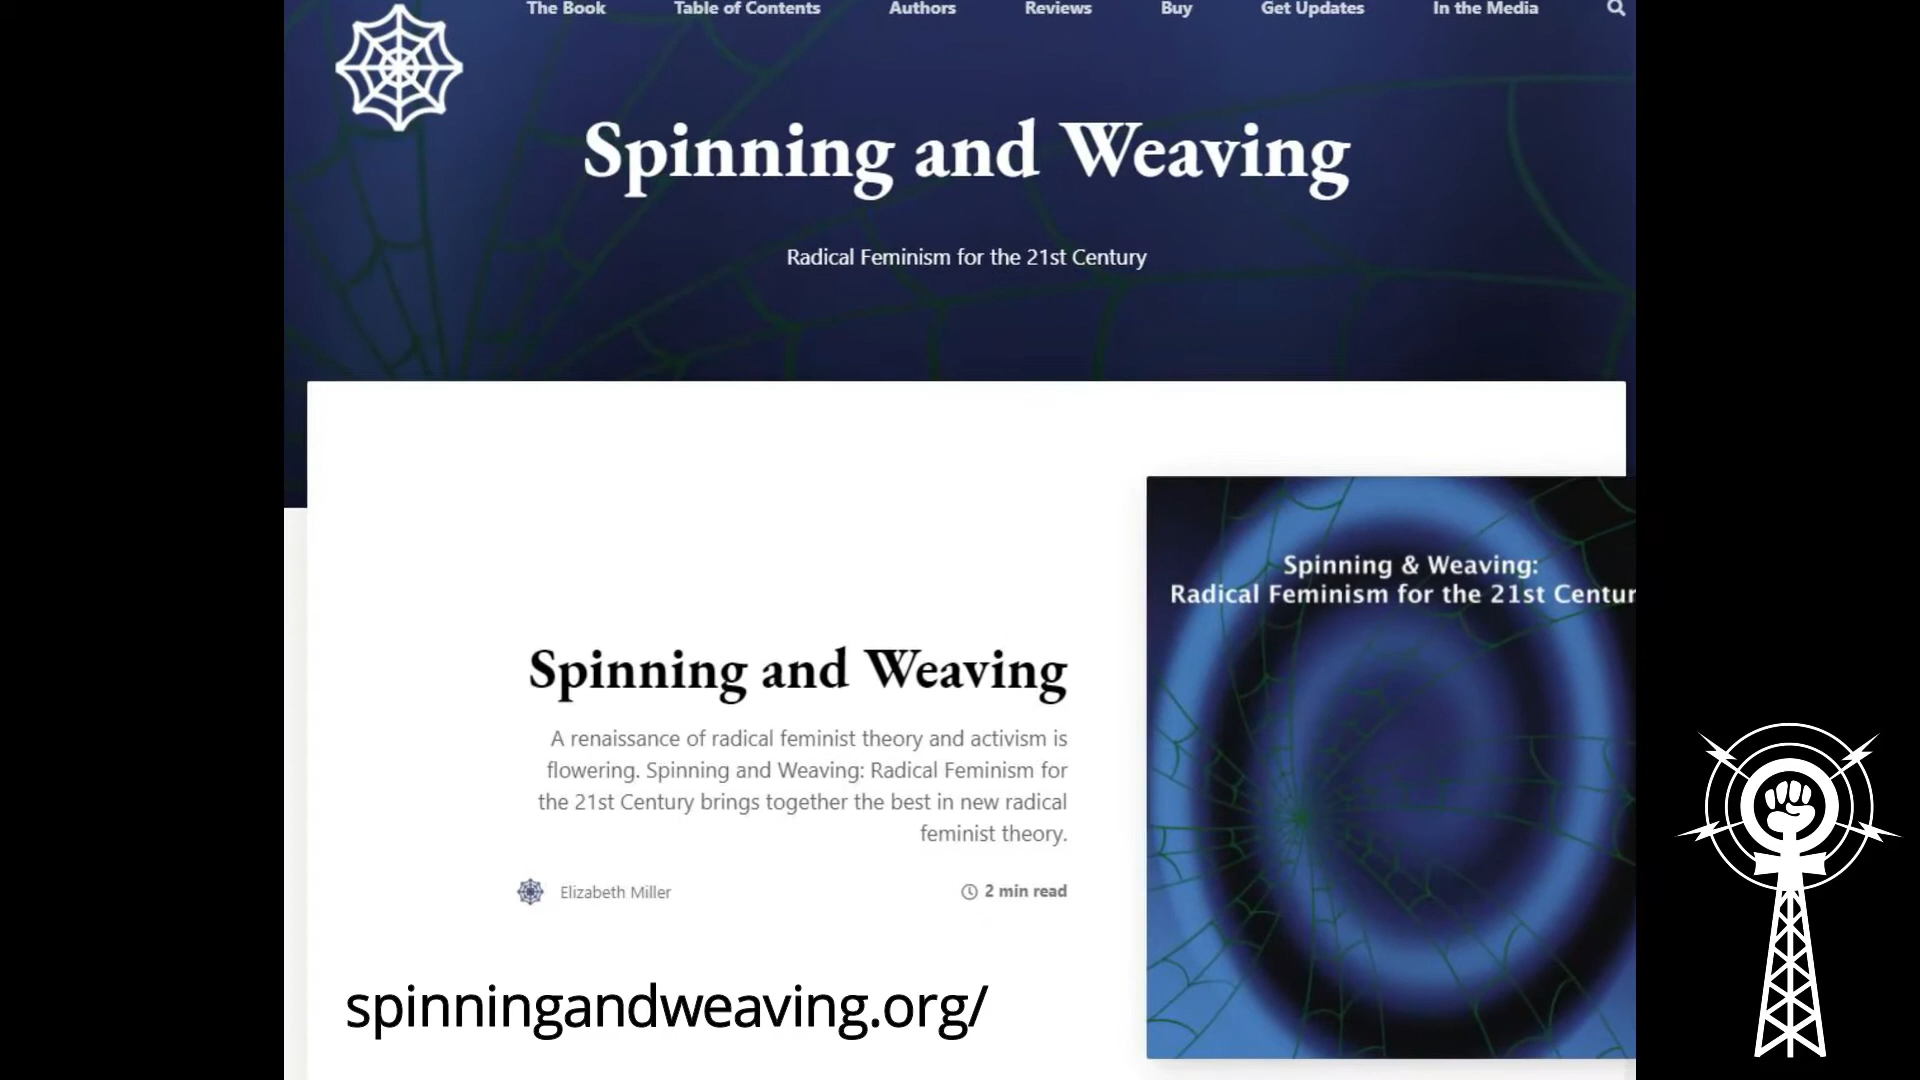 The Book Table of Contents Authors Reviews Buy Get Updates In the Media
Spinning and Weaving
Radical Feminism for the 21st Century
Spinning & Weaving:
Radical Feminism for the 21st Centur
Spinning and Weaving
A renaissance of radical feminist theory and activism is
flowering. Spinning and Weaving: Radical Feminism for
the 21st Century brings together the best in new radical
feminist theory.
Elizabeth Miller 2 min read
spinningandweaving.org/